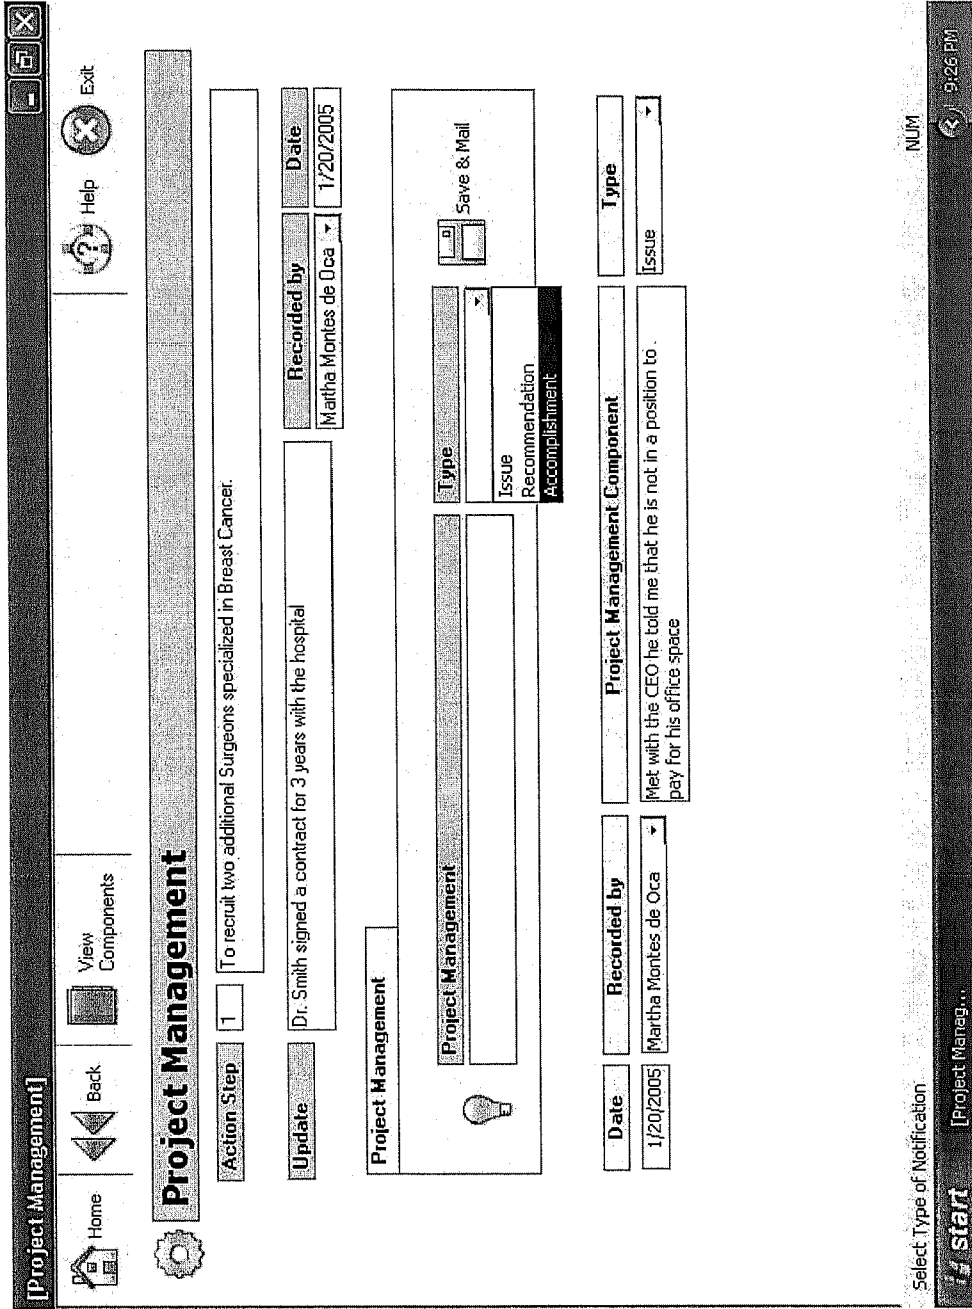 [Project Management]
Home
Back
View
Components
Help
Exit
Project Management
Action Step
1
To recruit two additional Surgeons specialized in Breast Cancer.
Update
Dr. Smith signed a contract for 3 years with the hospital
Recorded by
Date
Martha Montes de Oca
1/20/2005
Project Management
Project Management
Type
Issue
Recommendation
Accomplishment
Save & Mail
Date
Recorded by
Project Management Component
Type
1/20/2005
Martha Montes de Oca
Met with the CEO he told me that he is not in a position to
pay for his office space
Issue
Select Type of Notification
NUM
start
[Project Manag...
9:26 PM